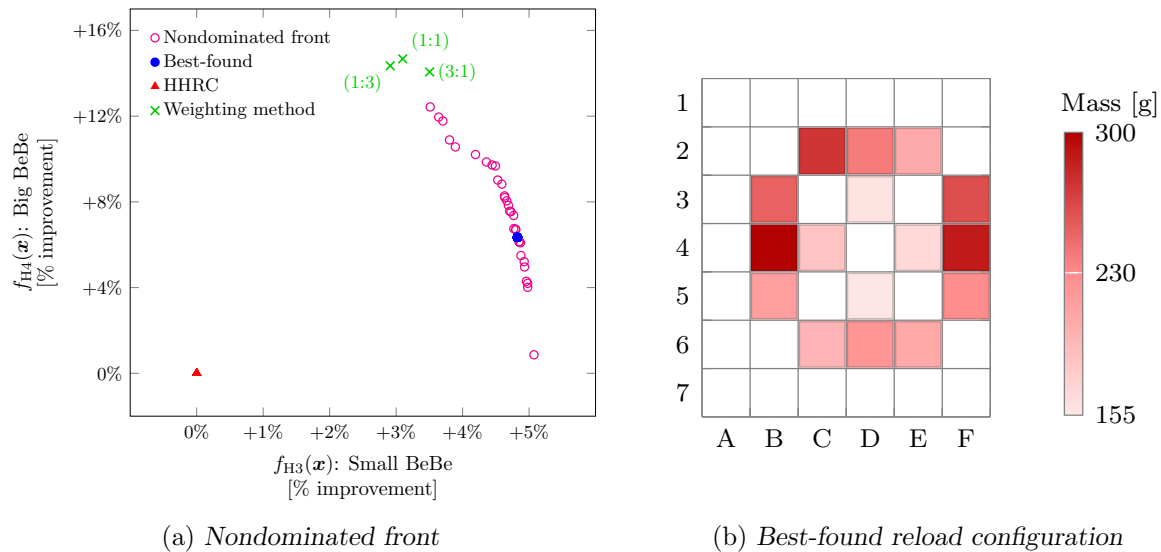 +16%
+12%
+8%
+4%
0%
f_H4(x): Big BeBe
[% improvement]
Nondominated front
Best-found
HHRC
Weighting method
(1:1)
(1:3)
(3:1)
0%
+1%
+2%
+3%
+4%
+5%
f_H3(x): Small BeBe
[% improvement]
(a) Nondominated front
1
2
3
4
5
6
7
A B C D E F
Mass [g]
300
230
155
(b) Best-found reload configuration